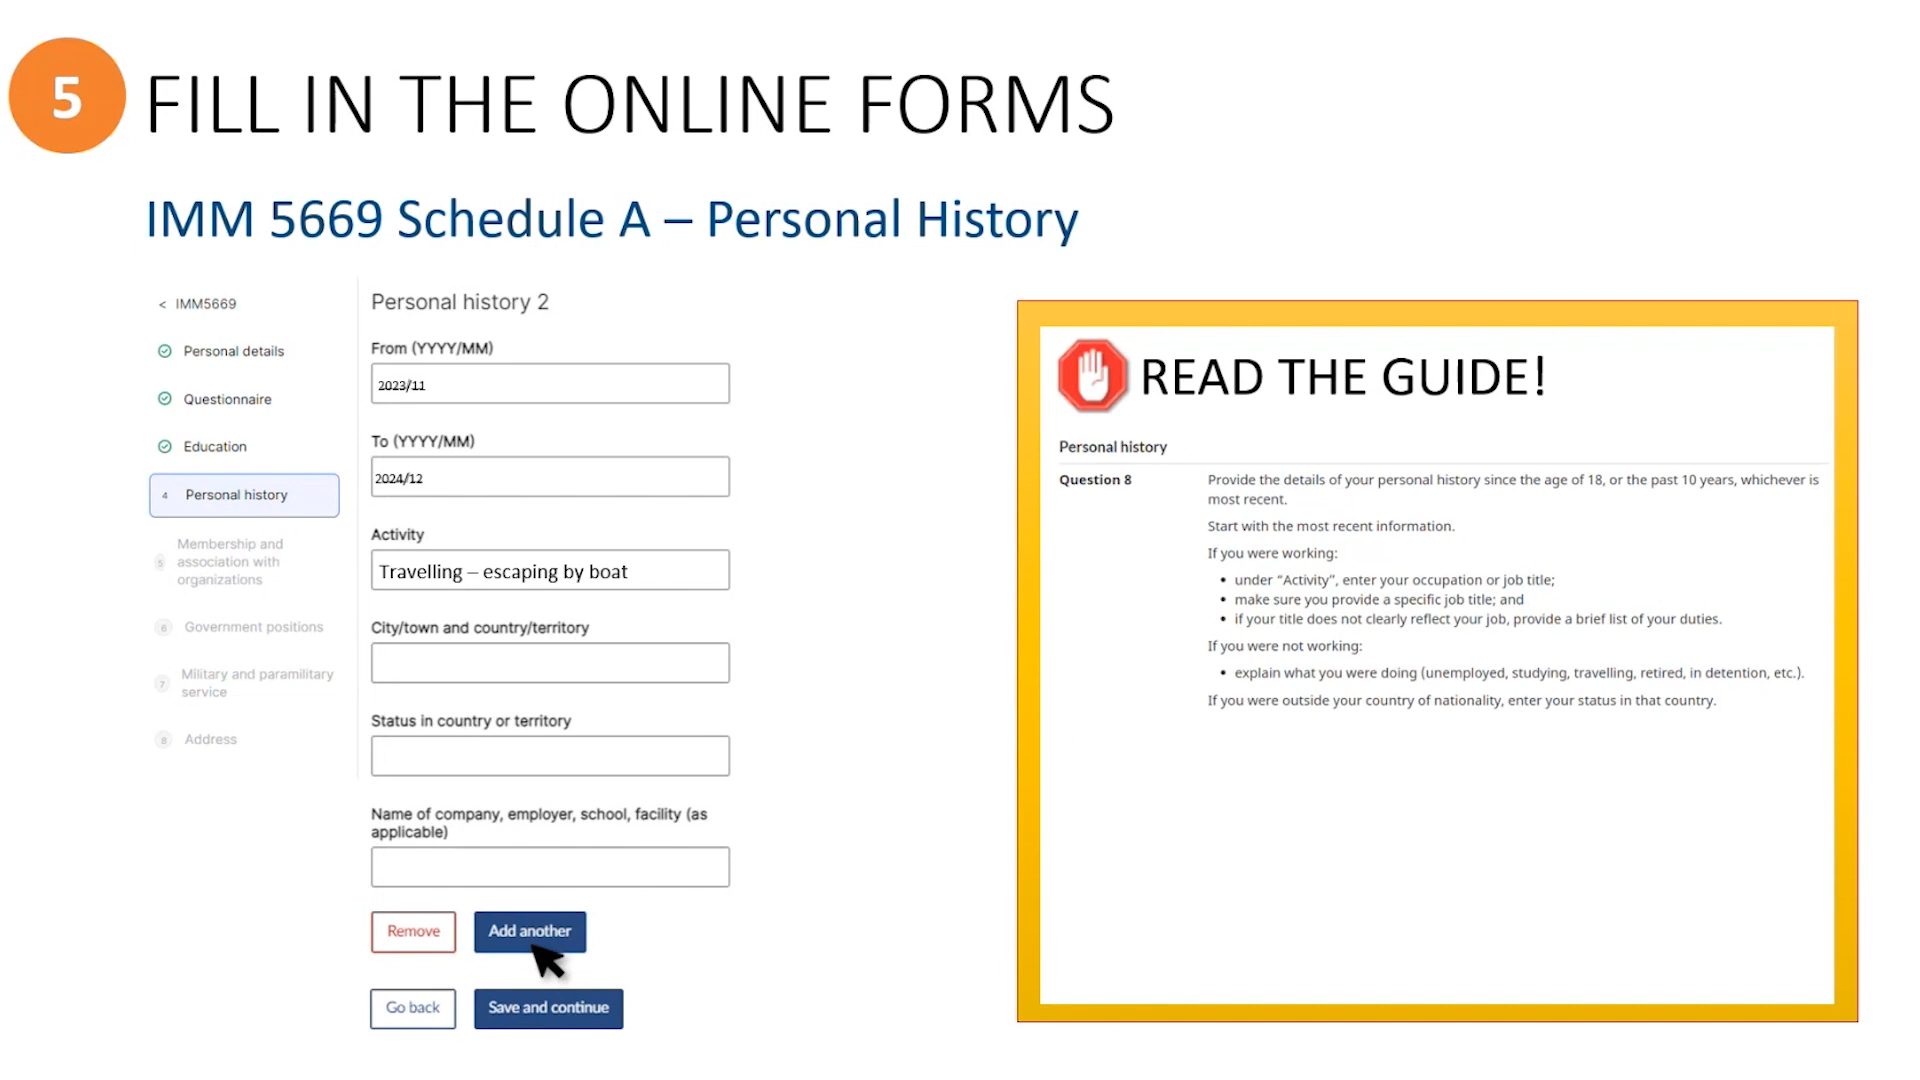 5
FILL IN THE ONLINE FORMS
IMM 5669 Schedule A – Personal History
< IMM5669
Personal details
Questionnaire
Education
4 Personal history
5 Membership and
association with
organizations
6 Government positions
7 Military and paramilitary
service
8 Address
Personal history 2
From (YYYY/MM)
2023/11
To (YYYY/MM)
2024/12
Activity
Travelling – escaping by boat
City/town and country/territory
Status in country or territory
Name of company, employer, school, facility (as
applicable)
Remove
Add another
Go back
Save and continue
READ THE GUIDE!
Personal history
Question 8
Provide the details of your personal history since the age of 18, or the past 10 years, whichever is
most recent.
Start with the most recent information.
If you were working:
• under “Activity”, enter your occupation or job title;
• make sure you provide a specific job title; and
• if your title does not clearly reflect your job, provide a brief list of your duties.
If you were not working:
• explain what you were doing (unemployed, studying, travelling, retired, in detention, etc.).
If you were outside your country of nationality, enter your status in that country.